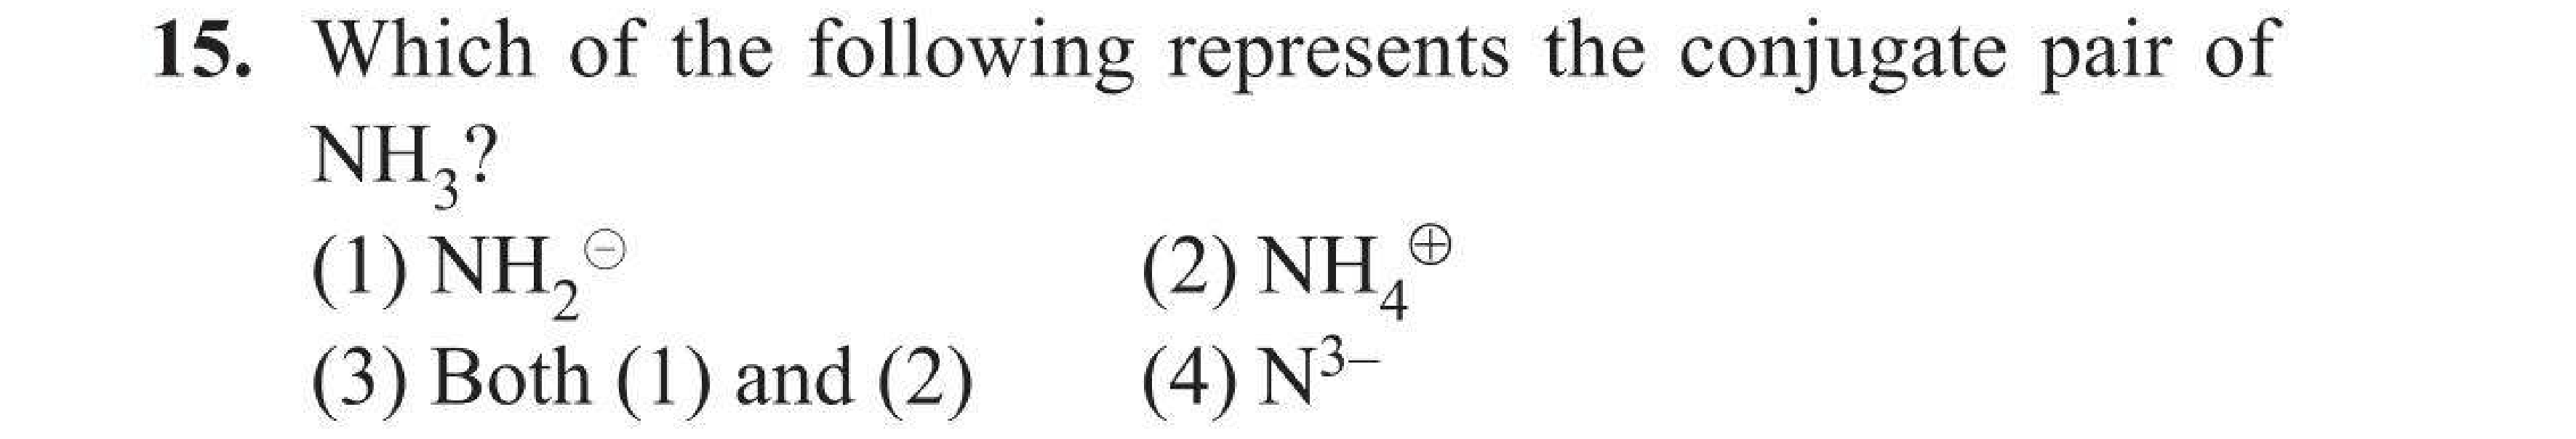 15. Which of the following represents the conjugate pair of
NH₃?
(1) NH₂⊖ (2) NH₄⊕
(3) Both (1) and (2) (4) N³⁻